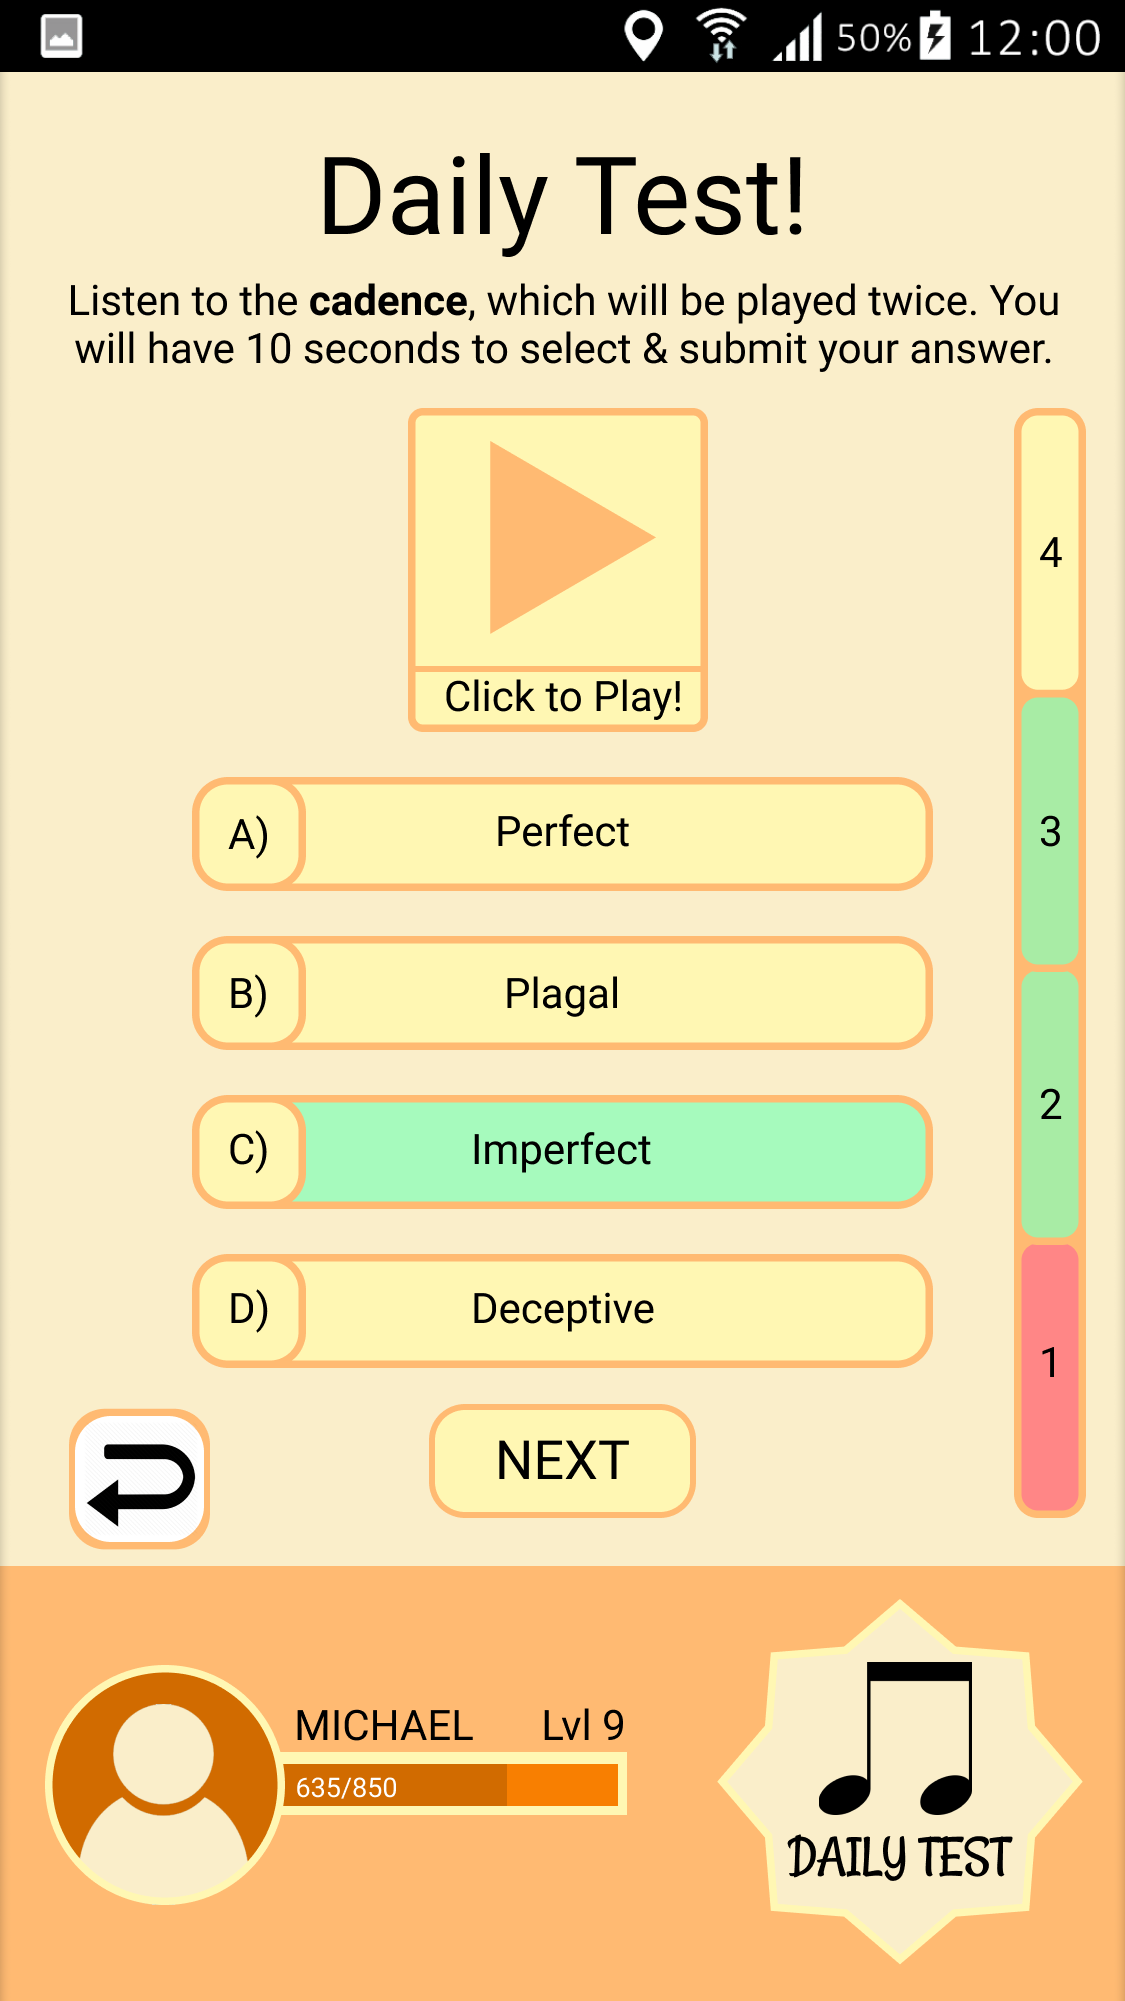 50% 12:00
Daily Test!
Listen to the cadence, which will be played twice. You
will have 10 seconds to select & submit your answer.
Click to Play!
4
3
2
1
A) Perfect
B) Plagal
C) Imperfect
D) Deceptive
NEXT
MICHAEL Lvl 9
635/850
DAILY TEST